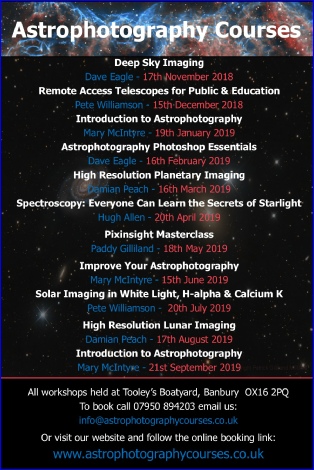 Astrophotography Courses
Deep Sky Imaging
Dave Eagle - 17th November 2018
Remote Access Telescopes for Public & Education
Pete Williamson - 15th December 2018
Introduction to Astrophotography
Mary McIntyre - 19th January 2019
Astrophotography Photoshop Essentials
Dave Eagle - 16th February 2019
High Resolution Planetary Imaging
Damian Peach - 16th March 2019
Spectroscopy: Everyone Can Learn the Secrets of Starlight
Hugh Allen - 20th April 2019
Pixinsight Masterclass
Paddy Gilliland - 18th May 2019
Improve Your Astrophotography
Mary McIntyre - 15th June 2019
Solar Imaging in White Light, H-alpha & Calcium K
Pete Williamson - 20th July 2019
High Resolution Lunar Imaging
Damian Peach - 17th August 2019
Introduction to Astrophotography
Mary McIntyre - 21st September 2019
All workshops held at Tooley's Boatyard, Banbury OX16 2PQ
To book call 07950 894203 email us:
info@astrophotographycourses.co.uk
Or visit our website and follow the online booking link:
www.astrophotographycourses.co.uk